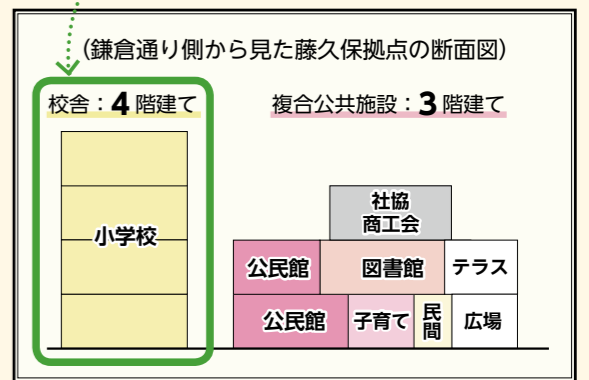 (鎌倉通り側から見た藤久保拠点の断面図)
校舎：4階建て
複合公共施設：3階建て
小学校
社協
商工会
公民館
図書館
テラス
公民館
子育て
民間
広場